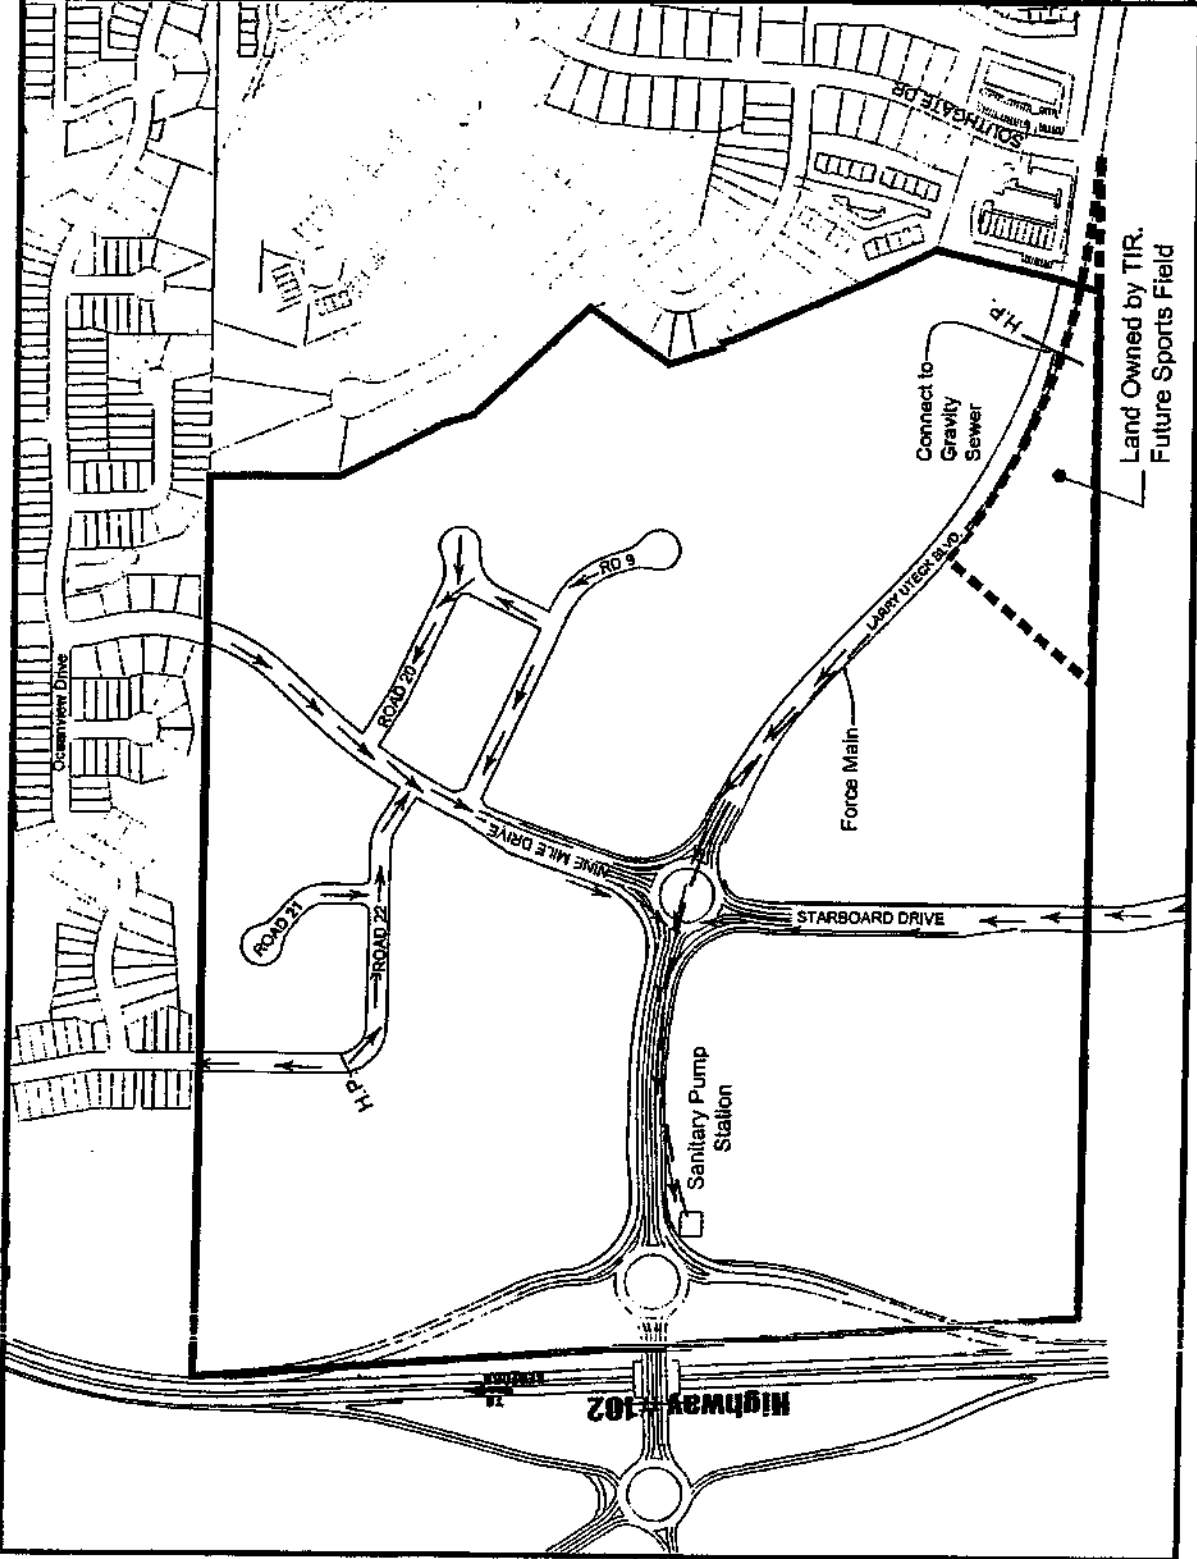 SOUTHGATE DR
Oceanview Drive
H.P.
Connect to
Gravity
Sewer
Land Owned by TIR.
Future Sports Field
RD 9
LARRY UTECK BLVD.
ROAD 20
Force Main
NINE MILE DRIVE
ROAD 21
ROAD 22
STARBOARD DRIVE
H.P.
Sanitary Pump
Station
TO
Highway #102